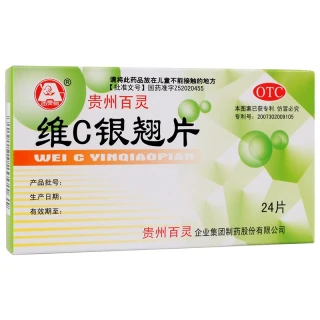 请将此药品放在儿童不能接触的地方
【批准文号】国药准字Z52020455
OTC
本图案已获专利 仿冒必究
专利号：2007302009105
贵州百灵
维C银翘片
WEI C YINQIAOPIAN
产品批号：
生产日期：
有效期至：
24片
贵州百灵 企业集团制药股份有限公司